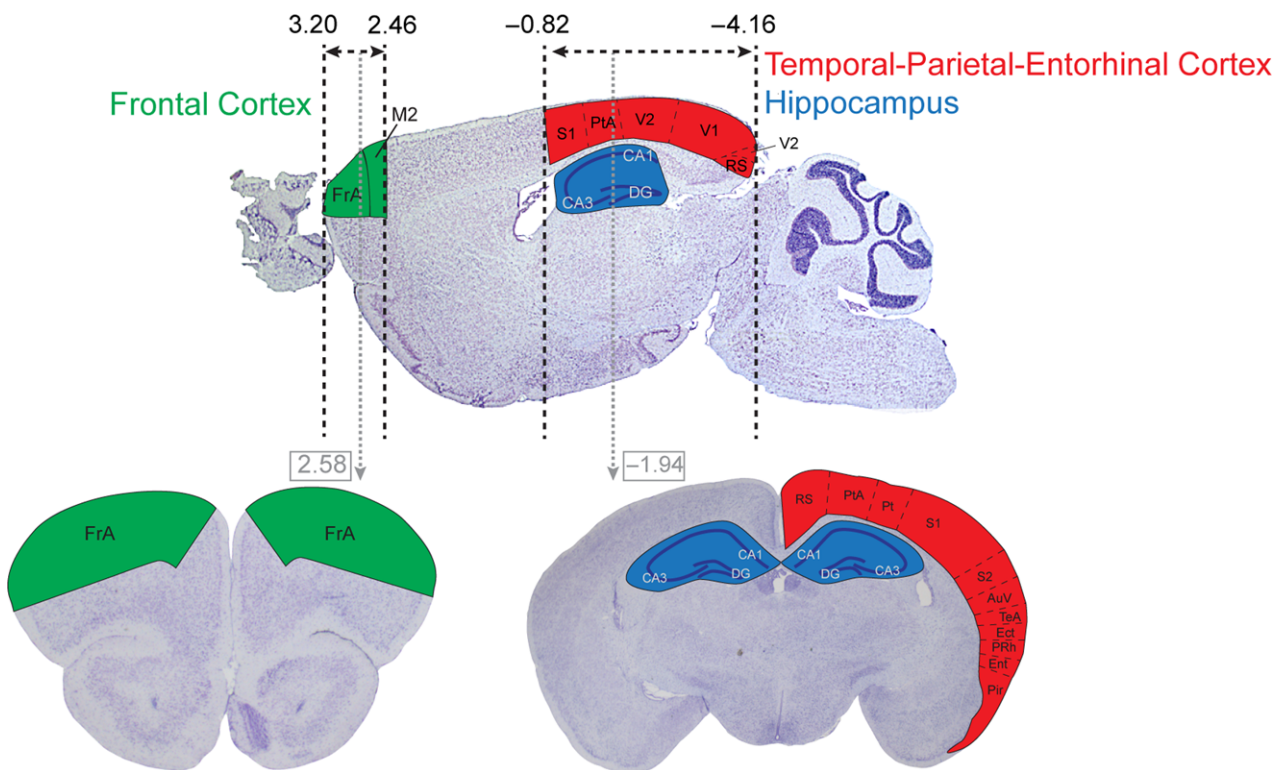 3.20 2.46 –0.82 –4.16
Temporal-Parietal-Entorhinal Cortex
Frontal Cortex
Hippocampus
M2
S1 PtA V2 V1
V2
CA1
RS
FrA
CA3 DG
2.58
–1.94
RS PtA Pt S1
FrA FrA
CA1 CA1
CA3 DG DG CA3
S2
AuV
TeA
Ect
PRh
Ent
Pir